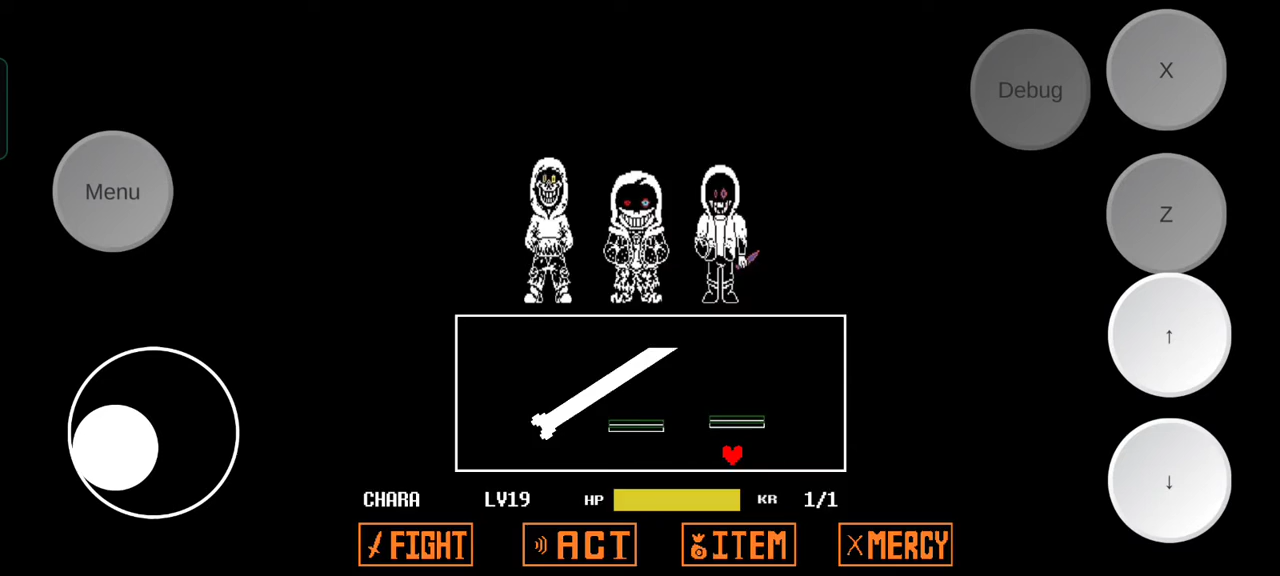 X
Debug
Menu
Z
↑
↓
CHARA LV19 HP KR 1/1
FIGHT ACT ITEM MERCY